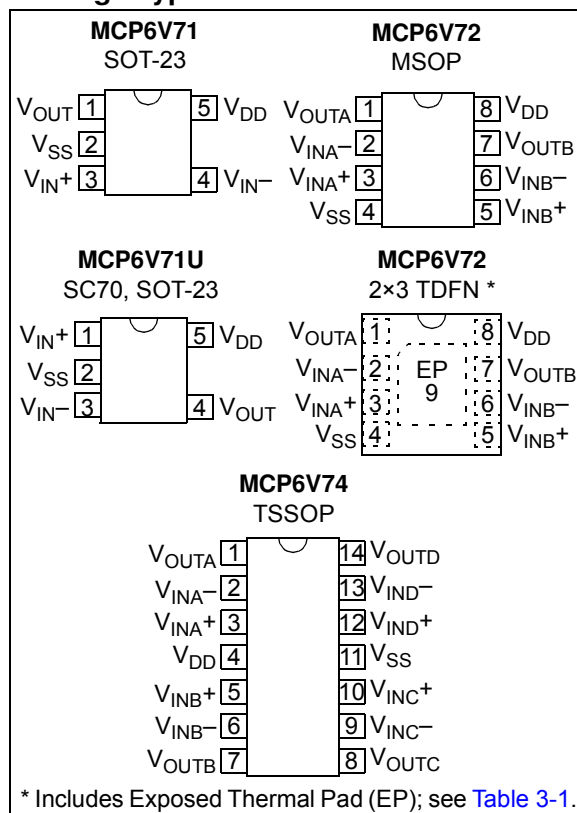 MCP6V71
SOT-23
VOUT 1 5 VDD
VSS 2
VIN+ 3 4 VIN–
MCP6V72
MSOP
VOUTA 1 8 VDD
VINA– 2 7 VOUTB
VINA+ 3 6 VINB–
VSS 4 5 VINB+
MCP6V71U
SC70, SOT-23
VIN+ 1 5 VDD
VSS 2
VIN– 3 4 VOUT
MCP6V72
2×3 TDFN *
VOUTA 1 8 VDD
VINA– 2 EP 7 VOUTB
9
VINA+ 3 6 VINB–
VSS 4 5 VINB+
MCP6V74
TSSOP
VOUTA 1 14 VOUTD
VINA– 2 13 VIND–
VINA+ 3 12 VIND+
VDD 4 11 VSS
VINB+ 5 10 VINC+
VINB– 6 9 VINC–
VOUTB 7 8 VOUTC
* Includes Exposed Thermal Pad (EP); see Table 3-1.